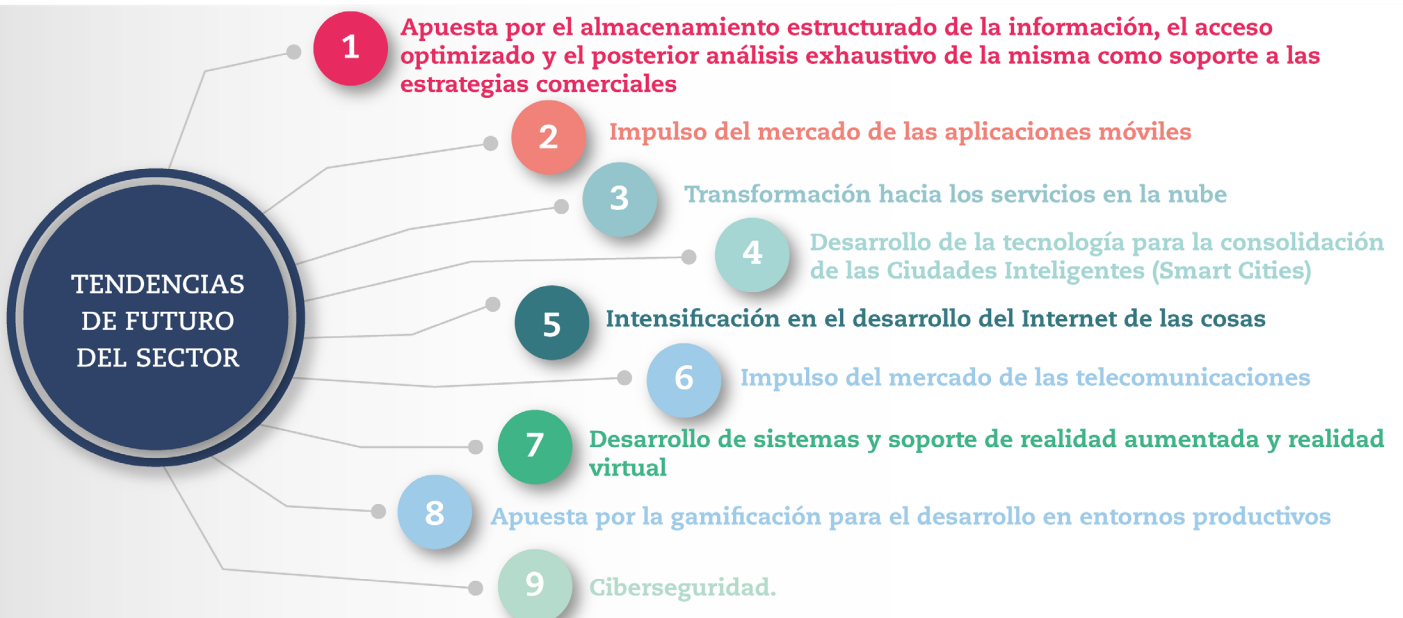 TENDENCIAS
DE FUTURO
DEL SECTOR
1
Apuesta por el almacenamiento estructurado de la información, el acceso
optimizado y el posterior análisis exhaustivo de la misma como soporte a las
estrategias comerciales
2
Impulso del mercado de las aplicaciones móviles
3
Transformación hacia los servicios en la nube
4
Desarrollo de la tecnología para la consolidación
de las Ciudades Inteligentes (Smart Cities)
5
Intensificación en el desarrollo del Internet de las cosas
6
Impulso del mercado de las telecomunicaciones
7
Desarrollo de sistemas y soporte de realidad aumentada y realidad
virtual
8
Apuesta por la gamificación para el desarrollo en entornos productivos
9
Ciberseguridad.